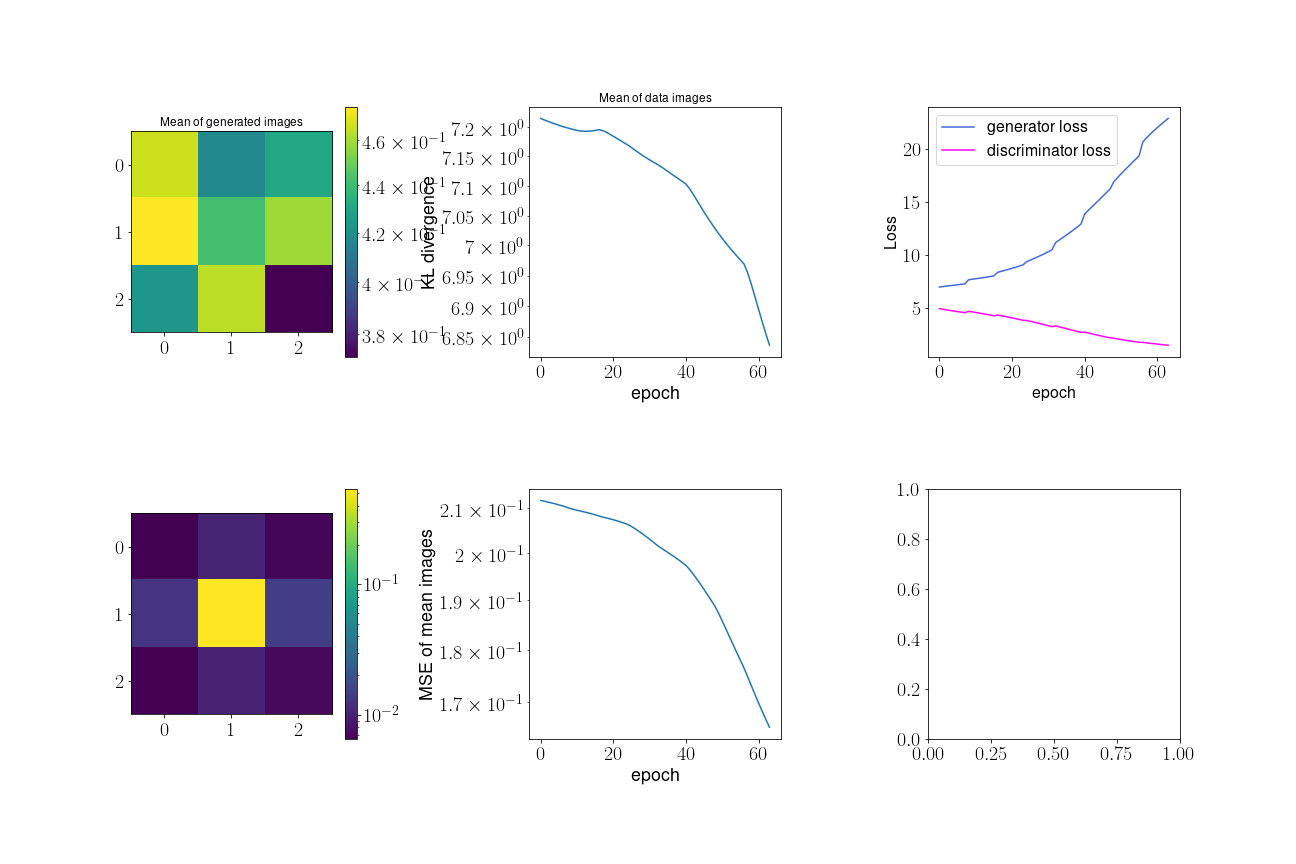 Mean of generated images
0
1
2
0 1 2
4.6 × 10⁻¹
4.4 × 10⁻¹
4.2 × 10⁻¹
4 × 10⁻¹
3.8 × 10⁻¹
Mean of data images
KL divergence
7.2 × 10⁰
7.15 × 10⁰
7.1 × 10⁰
7.05 × 10⁰
7 × 10⁰
6.95 × 10⁰
6.9 × 10⁰
6.85 × 10⁰
0 20 40 60
epoch
generator loss
discriminator loss
Loss
20
15
10
5
0 20 40 60
epoch
0
1
2
0 1 2
10⁻¹
10⁻²
MSE of mean images
2.1 × 10⁻¹
2 × 10⁻¹
1.9 × 10⁻¹
1.8 × 10⁻¹
1.7 × 10⁻¹
0 20 40 60
epoch
1.0
0.8
0.6
0.4
0.2
0.0
0.00 0.25 0.50 0.75 1.00